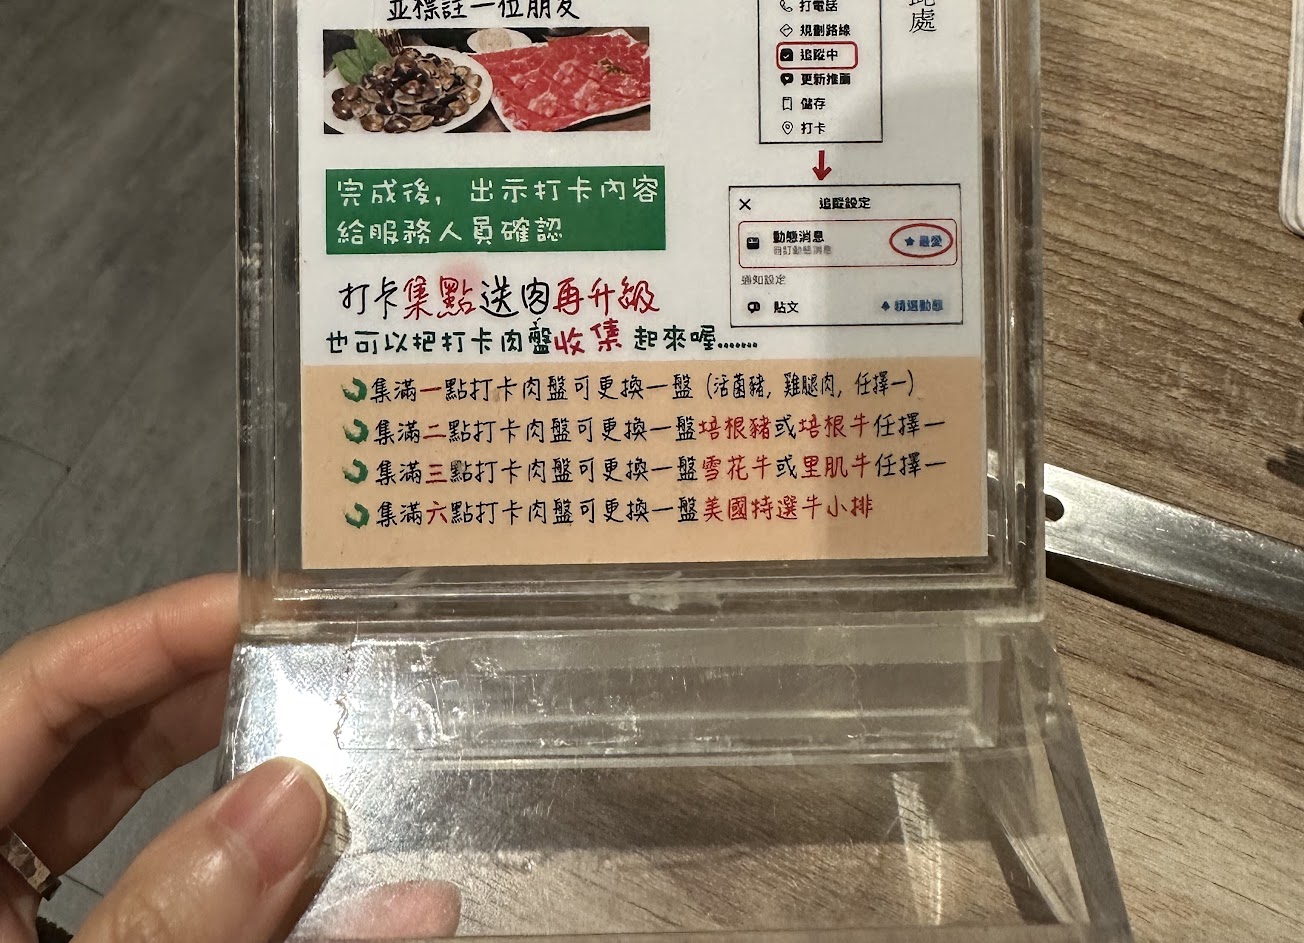 並標註一位朋友
完成後, 出示打卡內容
給服務人員確認
打卡集點送肉再升級
也可以把打卡肉盤收集 起來喔.......
此處
打電話
規劃路線
追蹤中
更新推薦
儲存
打卡
追蹤設定
動態消息
最愛
自訂動態消息
通知設定
貼文
精選動態
集滿一點打卡肉盤可更換一盤 (活菌豬, 雞腿肉, 任擇一)
集滿二點打卡肉盤可更換一盤培根豬或培根牛任擇一
集滿三點打卡肉盤可更換一盤雪花牛或里肌牛任擇一
集滿六點打卡肉盤可更換一盤美國特選牛小排